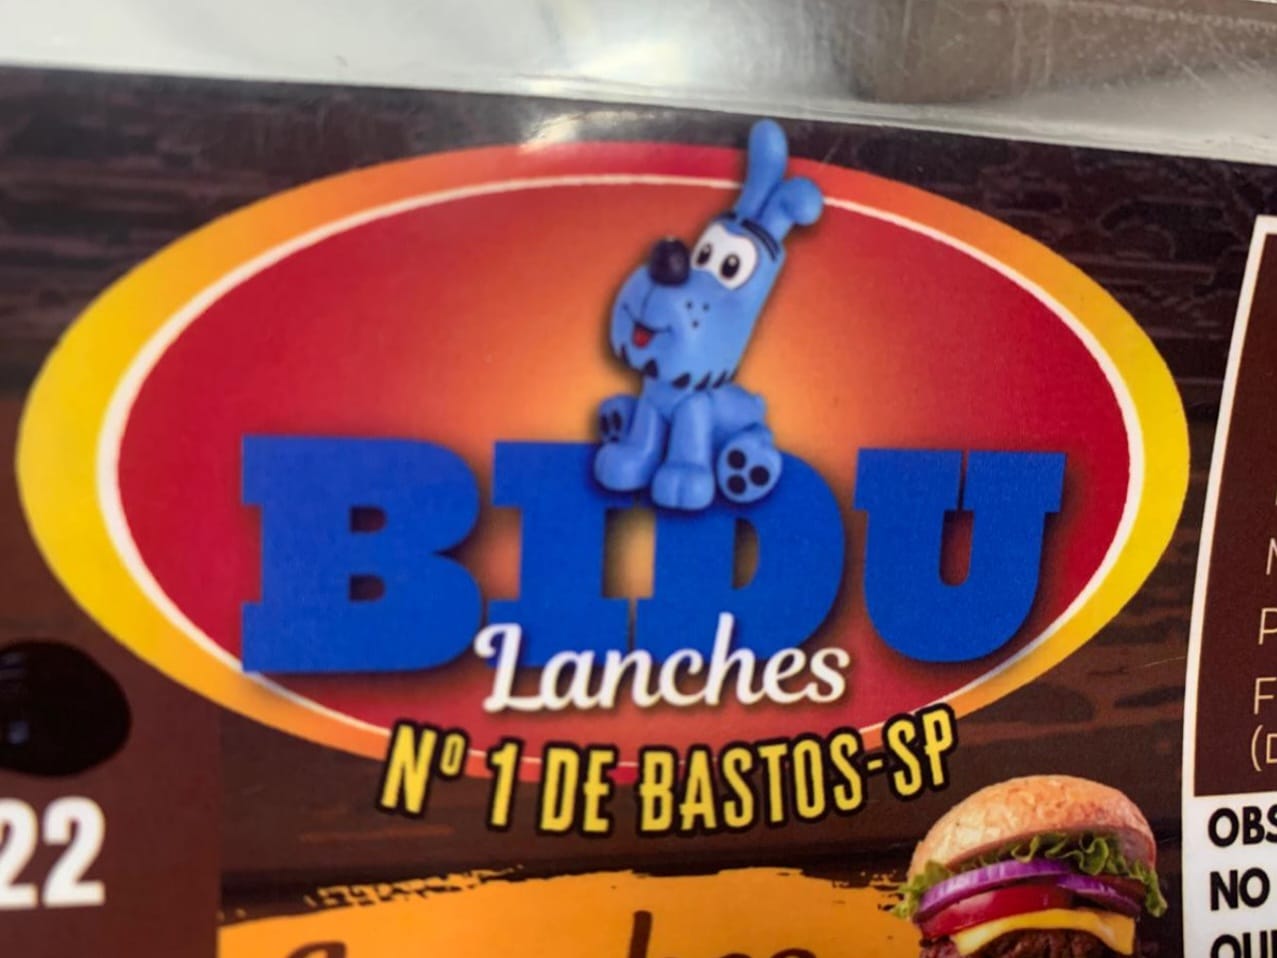 BIDU
Lanches
Nº 1 DE BASTOS-SP
22
OBS
NO